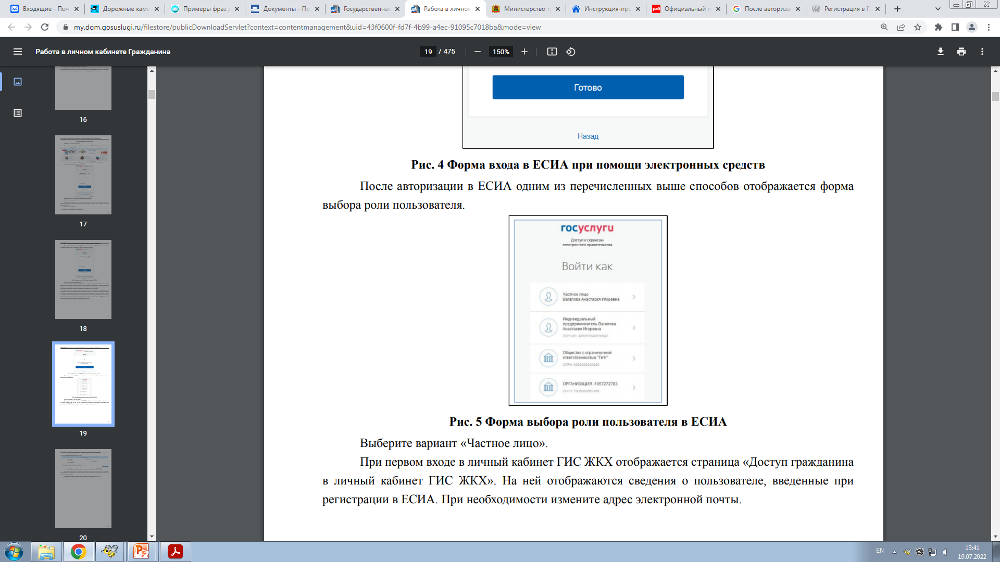 Входящие - Поч
Дорожные каме
Примеры фраз д
Документы - Пр
Государственная
Работа в лично
Министерство т
Инструкция-пре
Официальный п
После авториза
Регистрация в Г
my.dom.gosuslugi.ru/filestore/publicDownloadServlet?context=contentmanagement&uid=43f0600f-fd7f-4b99-a4ec-91095c7018ba&mode=view
Работа в личном кабинете Гражданина
19 / 475
150%
16
17
18
19
20
Готово
Назад
Рис. 4 Форма входа в ЕСИА при помощи электронных средств
После авторизации в ЕСИА одним из перечисленных выше способов отображается форма
выбора роли пользователя.
госуслуги
Доступ к сервисам
электронного правительства
Войти как
Частное лицо
Вагапова Анастасия Игоревна
Индивидуальный
предприниматель Вагапова
Анастасия Игоревна
ОГРНИП: 409255842810943
Общество с ограниченной
ответственностью "Тетт"
ОГРН: 0000000000000
ОРГАНИЗАЦИЯ -1057272783
ОГРН: 1035009567450
Рис. 5 Форма выбора роли пользователя в ЕСИА
Выберите вариант «Частное лицо».
При первом входе в личный кабинет ГИС ЖКХ отображается страница «Доступ гражданина
в личный кабинет ГИС ЖКХ». На ней отображаются сведения о пользователе, введенные при
регистрации в ЕСИА. При необходимости измените адрес электронной почты.
EN
13:41
19.07.2022